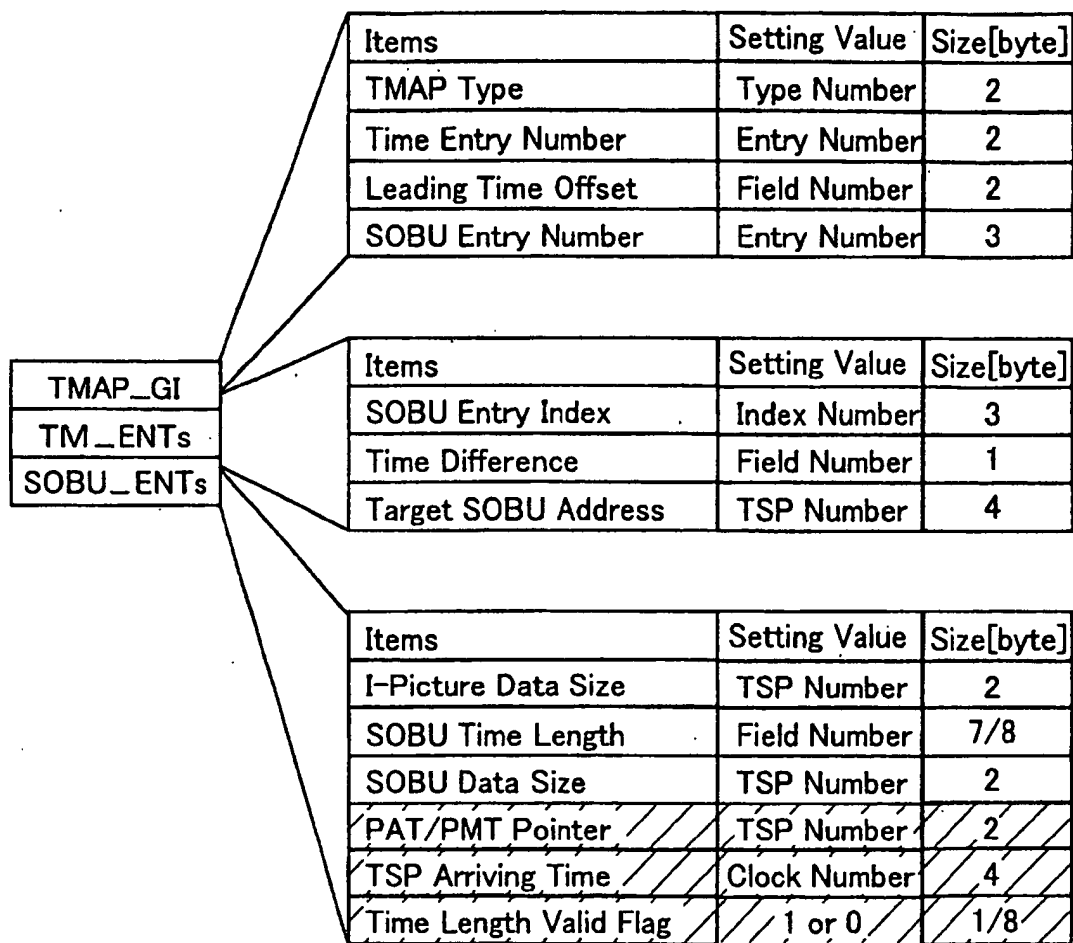 Items Setting Value Size[byte]
TMAP Type Type Number 2
Time Entry Number Entry Number 2
Leading Time Offset Field Number 2
SOBU Entry Number Entry Number 3
TMAP_GI
TM_ENTs
SOBU_ENTs
Items Setting Value Size[byte]
SOBU Entry Index Index Number 3
Time Difference Field Number 1
Target SOBU Address TSP Number 4
Items Setting Value Size[byte]
I-Picture Data Size TSP Number 2
SOBU Time Length Field Number 7/8
SOBU Data Size TSP Number 2
PAT/PMT Pointer TSP Number 2
TSP Arriving Time Clock Number 4
Time Length Valid Flag 1 or 0 1/8